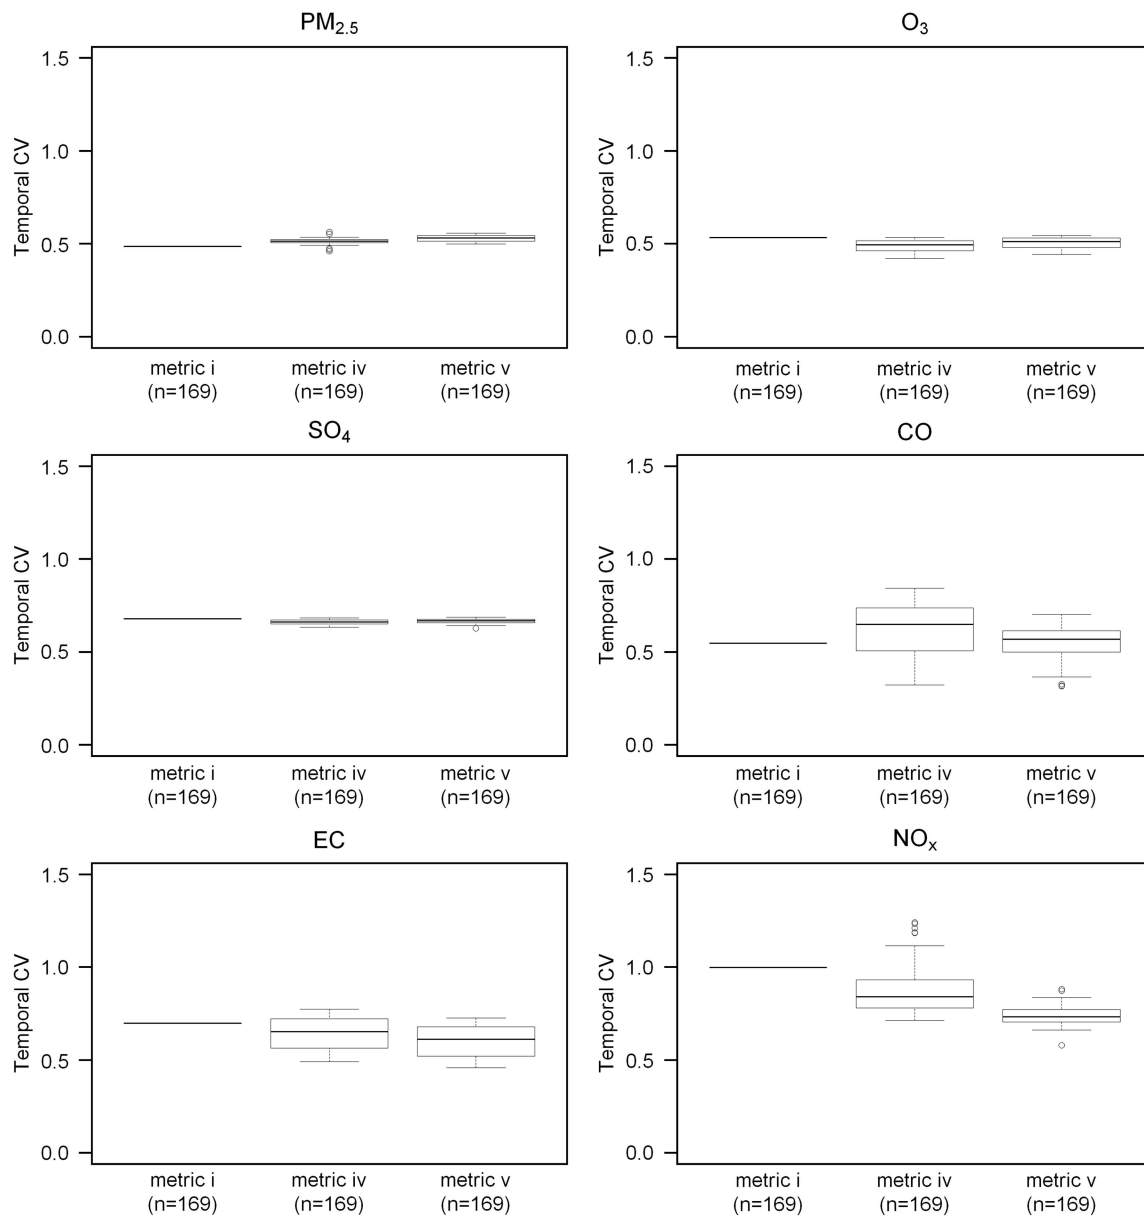 PM2.5
O3
1.5
1.0
0.5
0.0
Temporal CV
metric i
(n=169)
metric iv
(n=169)
metric v
(n=169)
1.5
1.0
0.5
0.0
Temporal CV
metric i
(n=169)
metric iv
(n=169)
metric v
(n=169)
SO4
CO
1.5
1.0
0.5
0.0
Temporal CV
metric i
(n=169)
metric iv
(n=169)
metric v
(n=169)
1.5
1.0
0.5
0.0
Temporal CV
metric i
(n=169)
metric iv
(n=169)
metric v
(n=169)
EC
NOx
1.5
1.0
0.5
0.0
Temporal CV
metric i
(n=169)
metric iv
(n=169)
metric v
(n=169)
1.5
1.0
0.5
0.0
Temporal CV
metric i
(n=169)
metric iv
(n=169)
metric v
(n=169)